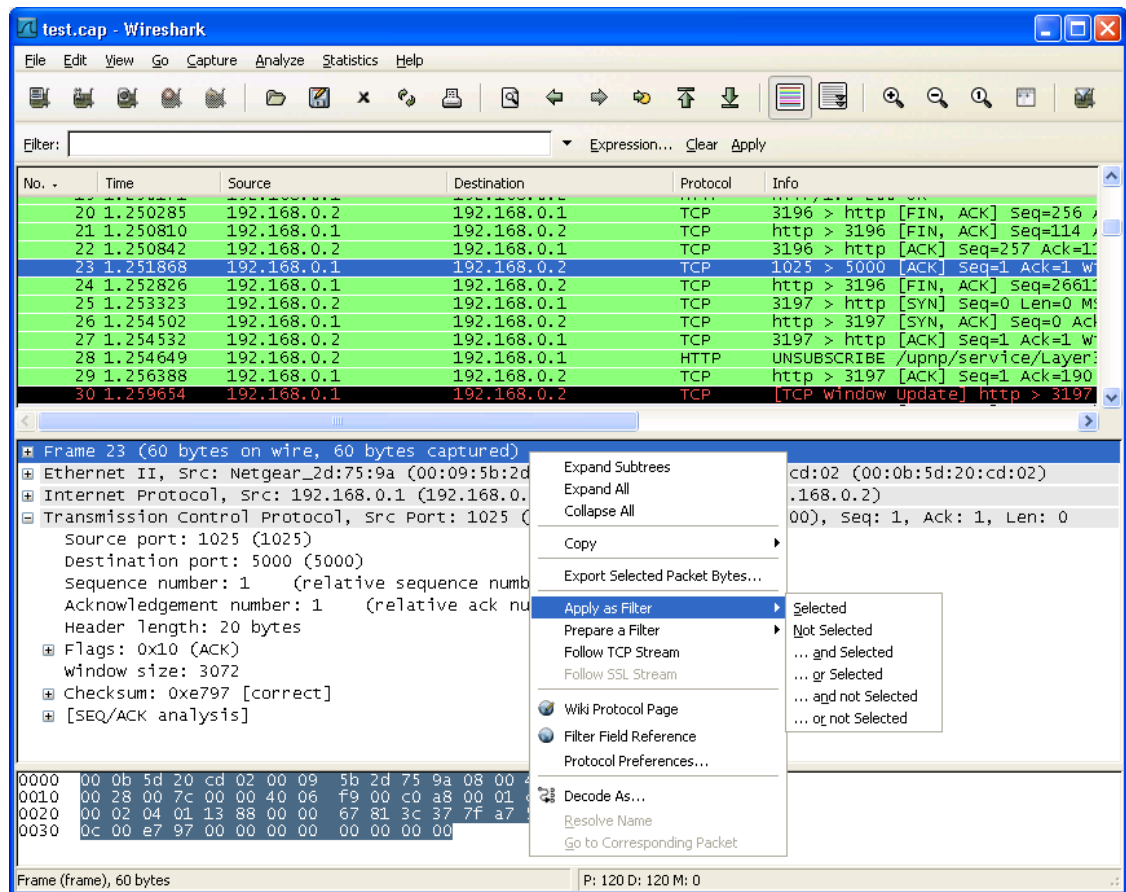 test.cap - Wireshark
File Edit View Go Capture Analyze Statistics Help
Filter: Expression... Clear Apply
No. Time Source Destination Protocol Info
20 1.250285 192.168.0.2 192.168.0.1 TCP 3196 > http [FIN, ACK] Seq=256
21 1.250810 192.168.0.1 192.168.0.2 TCP http > 3196 [FIN, ACK] Seq=114
22 1.250842 192.168.0.2 192.168.0.1 TCP 3196 > http [ACK] Seq=257 Ack=11
23 1.251868 192.168.0.1 192.168.0.2 TCP 1025 > 5000 [ACK] Seq=1 Ack=1 Wi
24 1.252826 192.168.0.1 192.168.0.2 TCP http > 3196 [FIN, ACK] Seq=26611
25 1.253323 192.168.0.2 192.168.0.1 TCP 3197 > http [SYN] Seq=0 Len=0 MS
26 1.254502 192.168.0.1 192.168.0.2 TCP http > 3197 [SYN, ACK] Seq=0 Ack
27 1.254532 192.168.0.2 192.168.0.1 TCP 3197 > http [ACK] Seq=1 Ack=1 Wi
28 1.254649 192.168.0.2 192.168.0.1 HTTP UNSUBSCRIBE /upnp/service/Layer3
29 1.256388 192.168.0.1 192.168.0.2 TCP http > 3197 [ACK] Seq=1 Ack=190
30 1.259654 192.168.0.1 192.168.0.2 TCP [TCP Window Update] http > 3197
Frame 23 (60 bytes on wire, 60 bytes captured)
Ethernet II, Src: Netgear_2d:75:9a (00:09:5b:2d cd:02 (00:0b:5d:20:cd:02)
Internet Protocol, Src: 192.168.0.1 (192.168.0. .168.0.2)
Transmission Control Protocol, Src Port: 1025 ( 00), Seq: 1, Ack: 1, Len: 0
Source port: 1025 (1025)
Destination port: 5000 (5000)
Sequence number: 1 (relative sequence numb
Acknowledgement number: 1 (relative ack nu
Header length: 20 bytes
Flags: 0x10 (ACK)
Window size: 3072
Checksum: 0xe797 [correct]
[SEQ/ACK analysis]
Expand Subtrees
Expand All
Collapse All
Copy
Export Selected Packet Bytes...
Apply as Filter
Prepare a Filter
Follow TCP Stream
Follow SSL Stream
Wiki Protocol Page
Filter Field Reference
Protocol Preferences...
Decode As...
Resolve Name
Go to Corresponding Packet
Selected
Not Selected
... and Selected
... or Selected
... and not Selected
... or not Selected
0000 00 0b 5d 20 cd 02 00 09 5b 2d 75 9a 08 00
0010 00 28 00 7c 00 00 40 06 f9 00 c0 a8 00 01
0020 00 02 04 01 13 88 00 00 67 81 3c 37 7f a7
0030 0c 00 e7 97 00 00 00 00 00 00 00 00
Frame (frame), 60 bytes P: 120 D: 120 M: 0